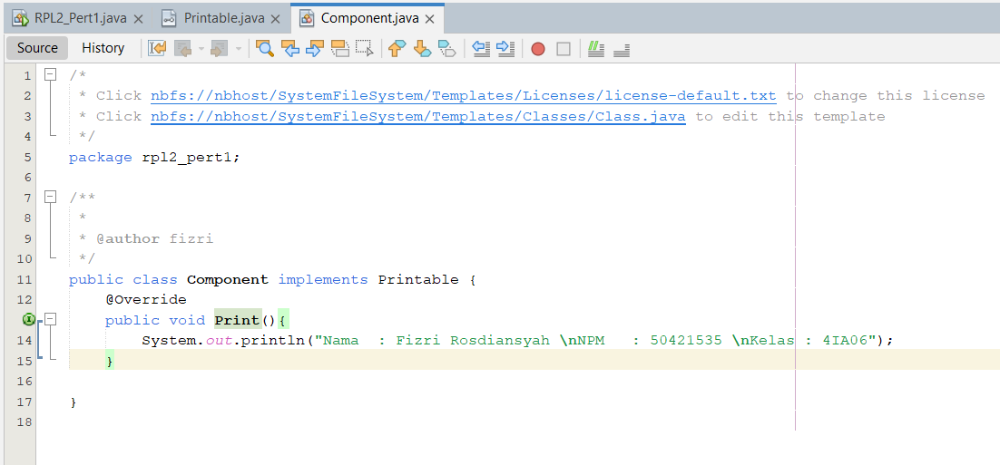 RPL2_Pert1.java Printable.java Component.java
Source History
1 /*
2 * Click nbfs://nbhost/SystemFileSystem/Templates/Licenses/license-default.txt to change this license
3 * Click nbfs://nbhost/SystemFileSystem/Templates/Classes/Class.java to edit this template
4 */
5 package rpl2_pert1;
6
7 /**
8 *
9 * @author fizri
10 */
11 public class Component implements Printable {
12 @Override
public void Print(){
14 System.out.println("Nama  : Fizri Rosdiansyah \nNPM   : 50421535 \nKelas : 4IA06");
15 }
16
17 }
18